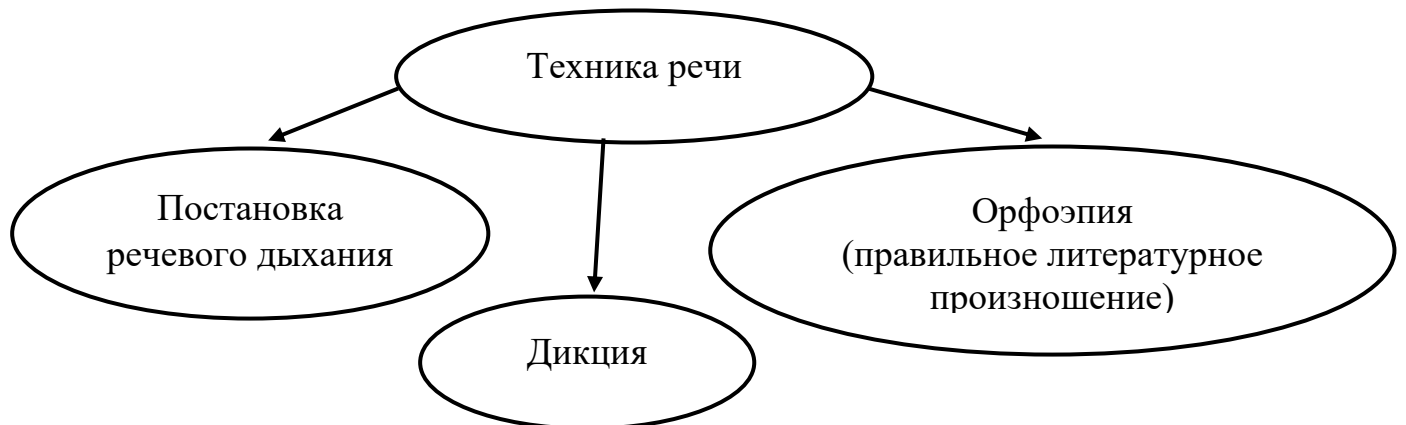 Техника речи
Постановка
речевого дыхания
Дикция
Орфоэпия
(правильное литературное
произношение)